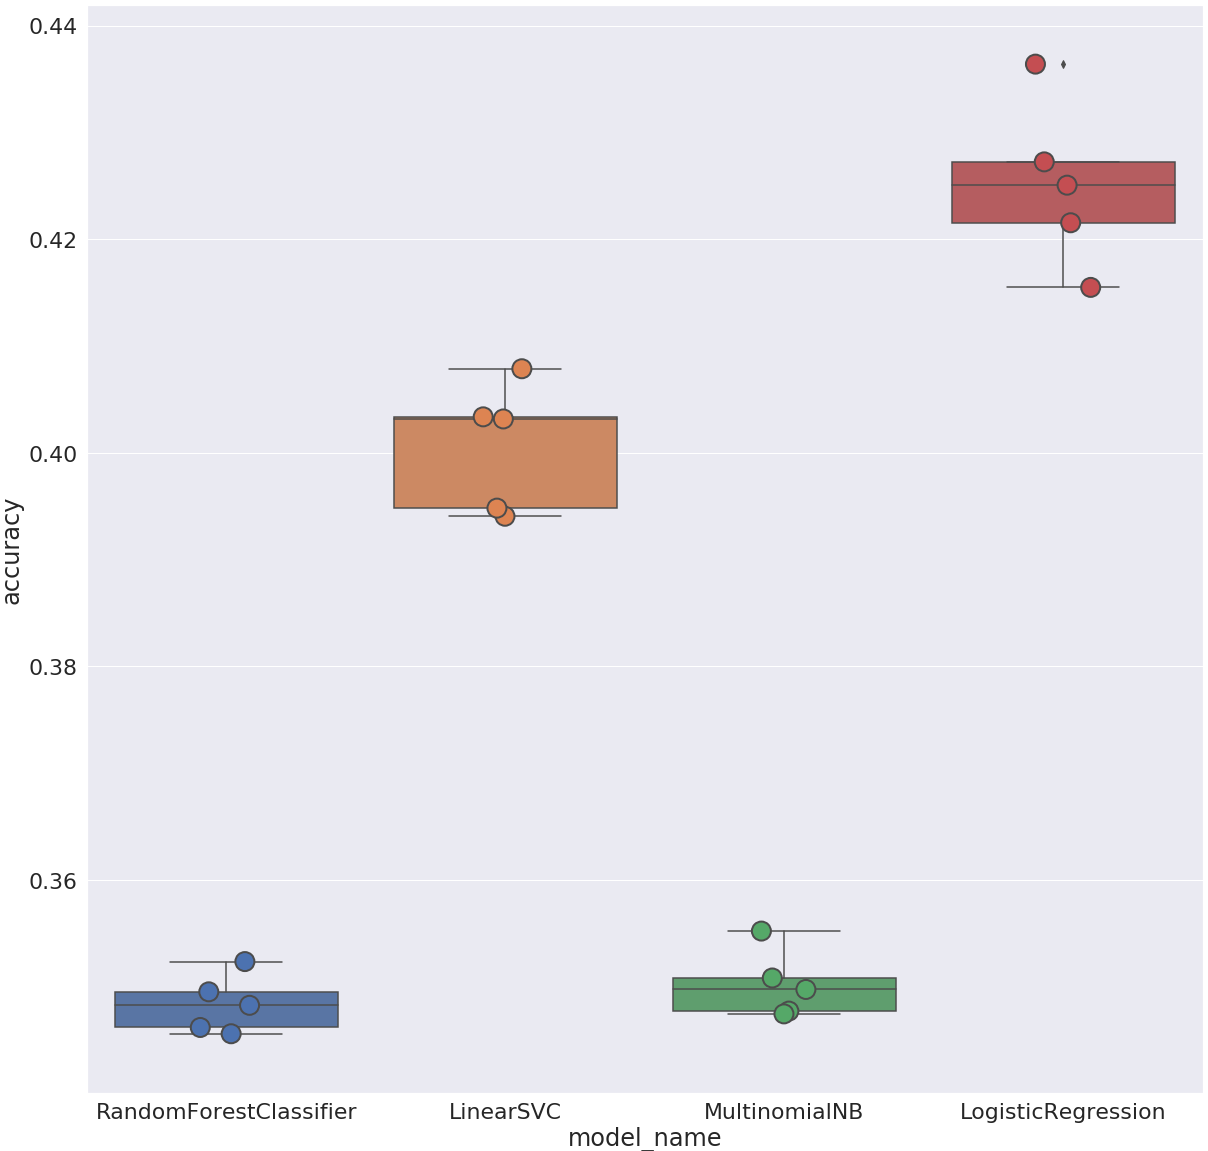 0.44
0.42
0.40
0.38
0.36
accuracy
RandomForestClassifier LinearSVC MultinomialNB LogisticRegression
model_name